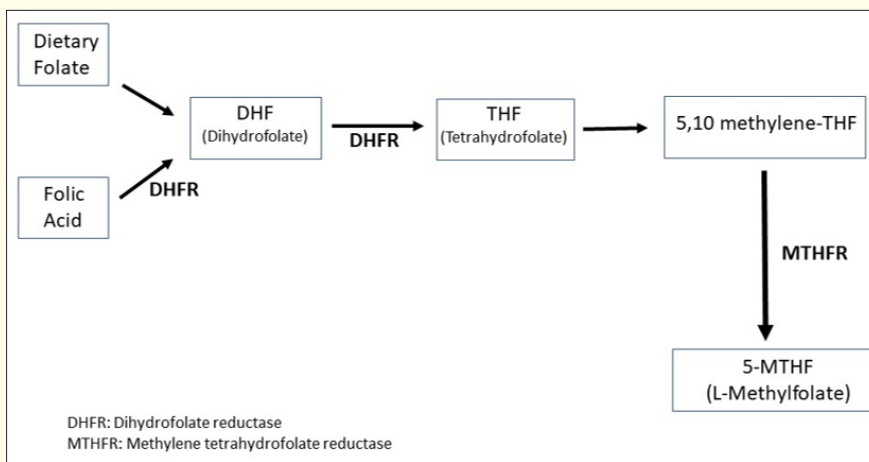 Dietary
Folate
DHF
(Dihydrofolate)
DHFR
THF
(Tetrahydrofolate)
5,10 methylene-THF
Folic
Acid
DHFR
MTHFR
5-MTHF
(L-Methylfolate)
DHFR: Dihydrofolate reductase
MTHFR: Methylene tetrahydrofolate reductase